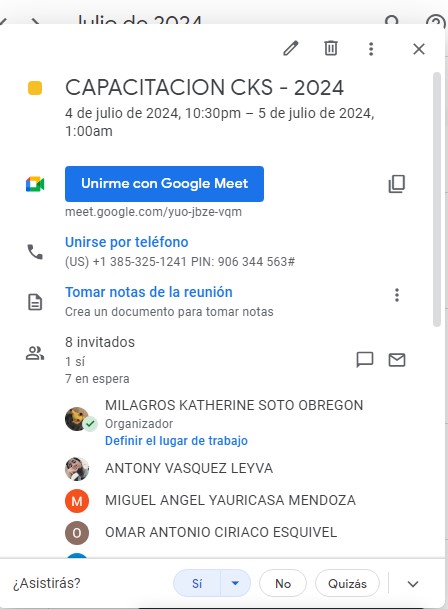 julio de 2024
CAPACITACION CKS - 2024
4 de julio de 2024, 10:30pm – 5 de julio de 2024,
1:00am
Unirme con Google Meet
meet.google.com/yuo-jbze-vqm
Unirse por teléfono
(US) +1 385-325-1241 PIN: 906 344 563#
Tomar notas de la reunión
Crea un documento para tomar notas
8 invitados
1 sí
7 en espera
MILAGROS KATHERINE SOTO OBREGON
Organizador
Definir el lugar de trabajo
ANTONY VASQUEZ LEYVA
M MIGUEL ANGEL YAURICASA MENDOZA
O OMAR ANTONIO CIRIACO ESQUIVEL
¿Asistirás? Sí No Quizás